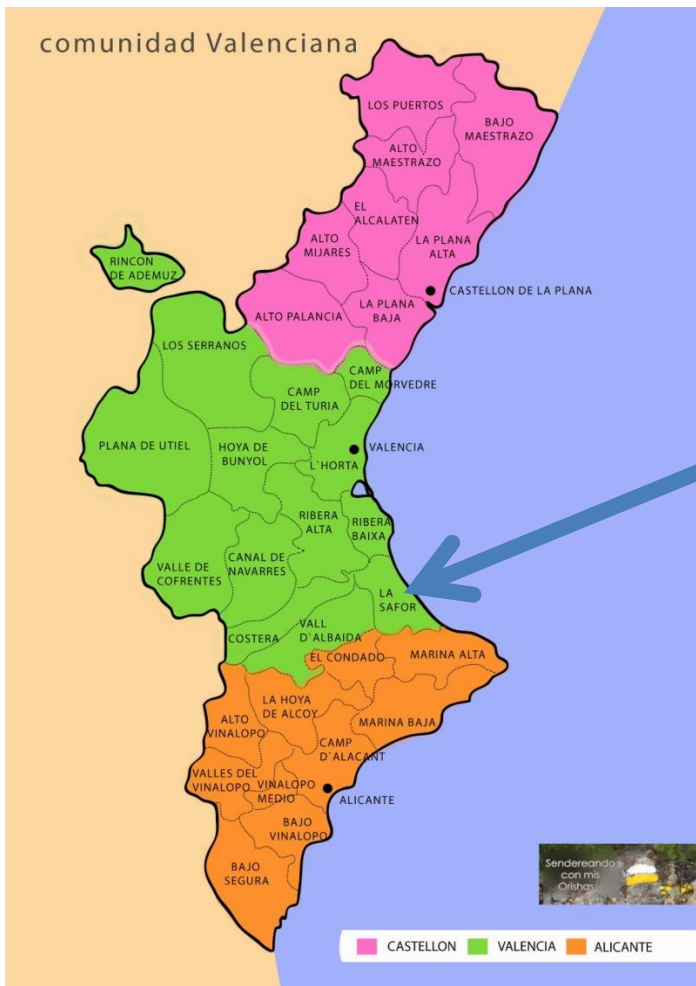 comunidad Valenciana
LOS PUERTOS
BAJO
MAESTRAZO
ALTO
MAESTRAZO
EL
ALCALATEN
ALTO
MIJARES
LA PLANA
ALTA
RINCON
DE ADEMUZ
CASTELLON DE LA PLANA
ALTO PALANCIA
LA PLANA
BAJA
LOS SERRANOS
CAMP
DEL MORVEDRE
CAMP
DEL TURIA
PLANA DE UTIEL
HOYA DE
BUNYOL
VALENCIA
L`HORTA
RIBERA
ALTA
RIBERA
BAIXA
VALLE DE
COFRENTES
CANAL DE
NAVARRES
LA
SAFOR
COSTERA
VALL
D`ALBAIDA
EL CONDADO
MARINA ALTA
LA HOYA
DE ALCOY
MARINA BAJA
ALTO
VINALOPO
CAMP
D`ALACANT
VALLES DEL
VINALOPO
VINALOPO
MEDIO
ALICANTE
BAJO
VINALOPO
BAJO
SEGURA
Sendereando
con mis
Orishas
CASTELLON VALENCIA ALICANTE